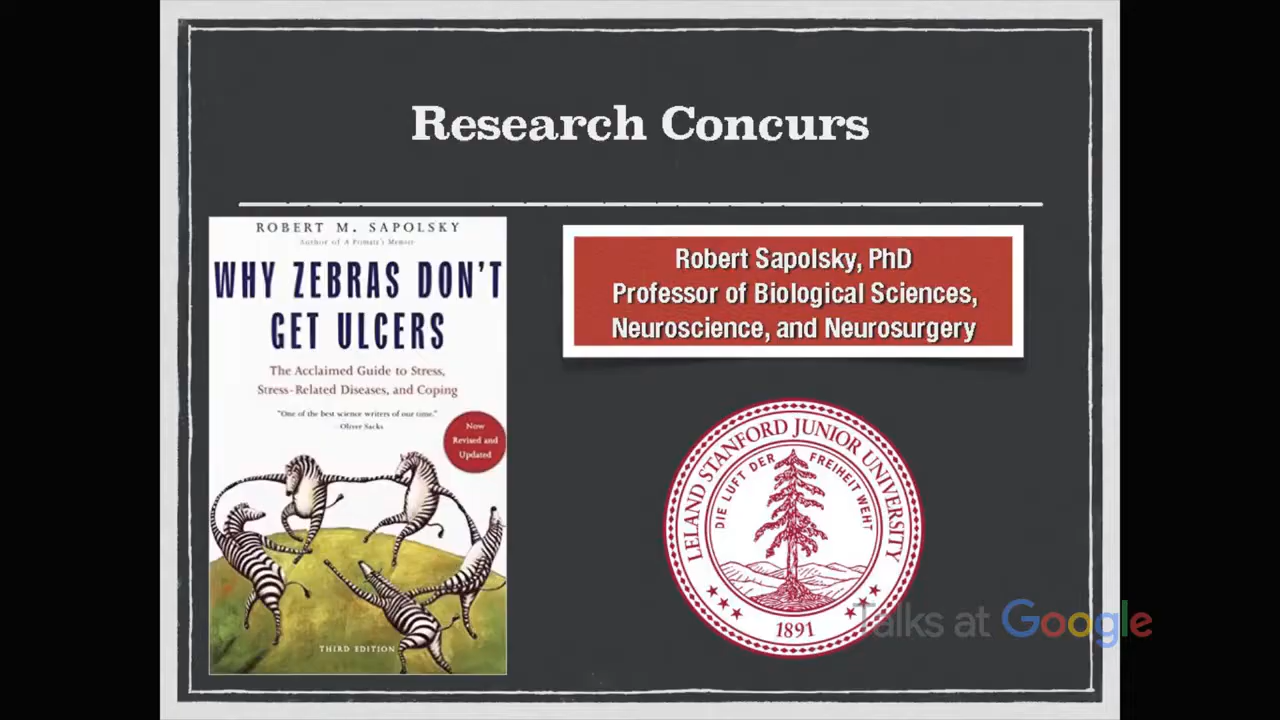 Research Concurs
ROBERT M. SAPOLSKY
Author of A Primate's Memoir
WHY ZEBRAS DON'T
GET ULCERS
The Acclaimed Guide to Stress,
Stress-Related Diseases, and Coping
"One of the best science writers of our time."
-Oliver Sacks
Now
Revised and
Updated
THIRD EDITION
Robert Sapolsky, PhD
Professor of Biological Sciences,
Neuroscience, and Neurosurgery
LELAND STANFORD JUNIOR UNIVERSITY
DIE LUFT DER FREIHEIT WEHT
1891
Talks at Google